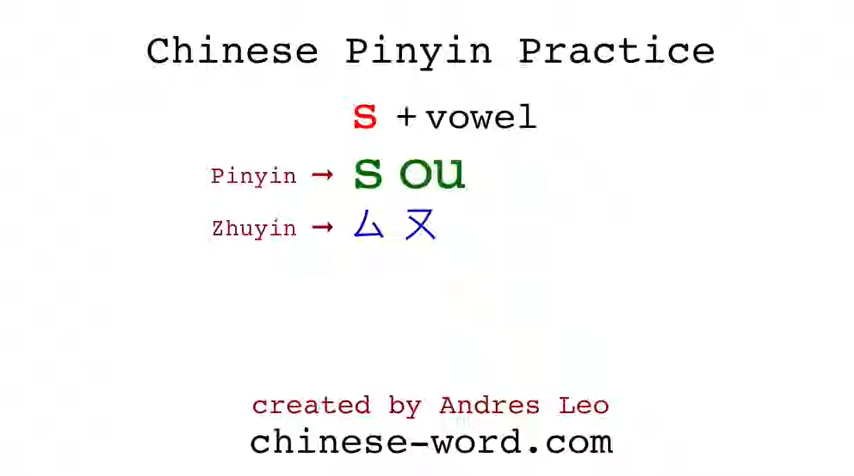 Chinese Pinyin Practice
s + vowel
Pinyin → s ou
Zhuyin → ㄙ ㄡ
created by Andres Leo
chinese-word.com